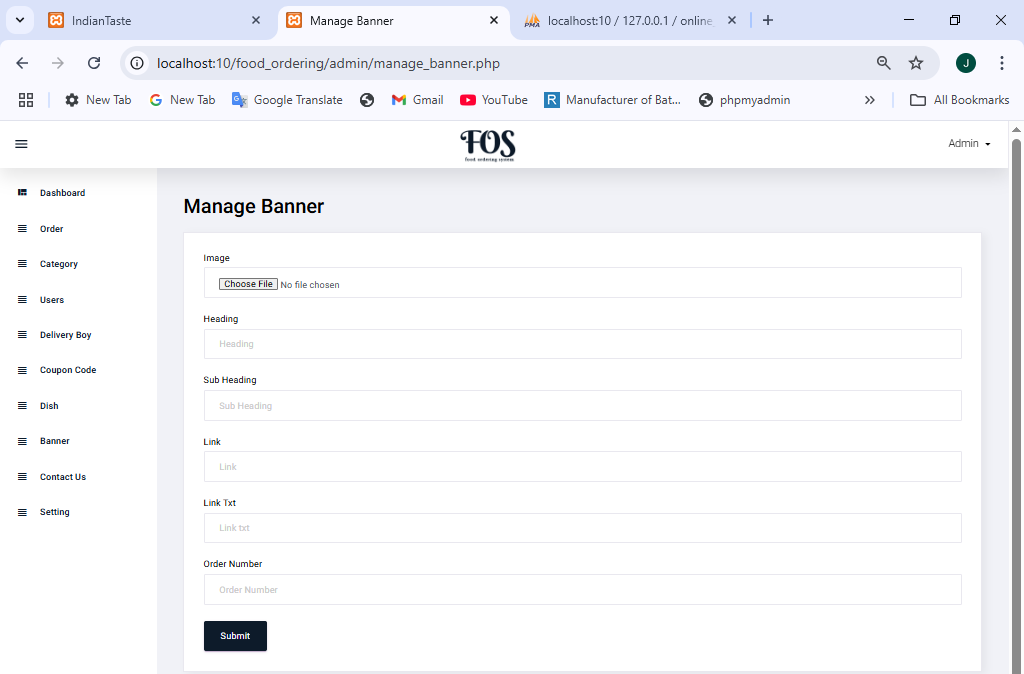 IndianTaste
Manage Banner
PMA
localhost:10 / 127.0.0.1 / online
localhost:10/food_ordering/admin/manage_banner.php
J
New Tab
New Tab
Google Translate
Gmail
YouTube
R
Manufacturer of Bat...
phpmyadmin
All Bookmarks
FOS
food ordering system
Admin
Dashboard
Order
Category
Users
Delivery Boy
Coupon Code
Dish
Banner
Contact Us
Setting
Manage Banner
Image
Choose File No file chosen
Heading
Heading
Sub Heading
Sub Heading
Link
Link
Link Txt
Link txt
Order Number
Order Number
Submit